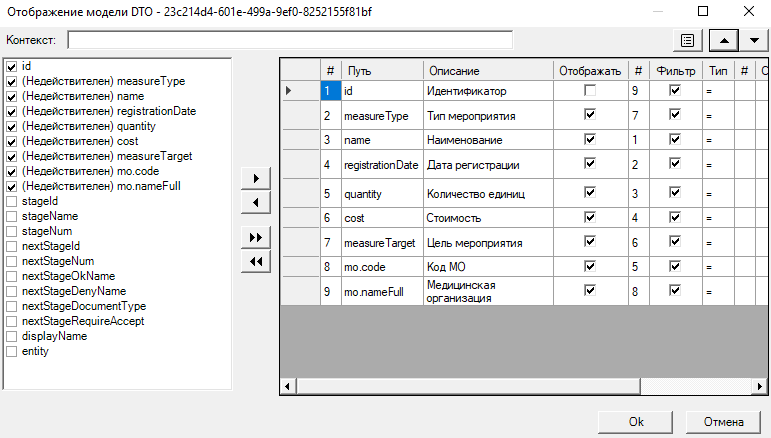 Отображение модели DTO - 23c214d4-601e-499a-9ef0-8252155f81bf
Контекст:
id
(Недействителен) measureType
(Недействителен) name
(Недействителен) registrationDate
(Недействителен) quantity
(Недействителен) cost
(Недействителен) measureTarget
(Недействителен) mo.code
(Недействителен) mo.nameFull
stageId
stageName
stageNum
nextStageId
nextStageNum
nextStageOkName
nextStageDenyName
nextStageDocumentType
nextStageRequireAccept
displayName
entity
# Путь Описание Отображать # Фильтр Тип #
1 id Идентификатор 9 =
2 measureType Тип мероприятия 7 =
3 name Наименование 1 =
4 registrationDate Дата регистрации 2 =
5 quantity Количество единиц 3 =
6 cost Стоимость 4 =
7 measureTarget Цель мероприятия 6 =
8 mo.code Код МО 5 =
9 mo.nameFull Медицинская организация 8 =
Ok Отмена